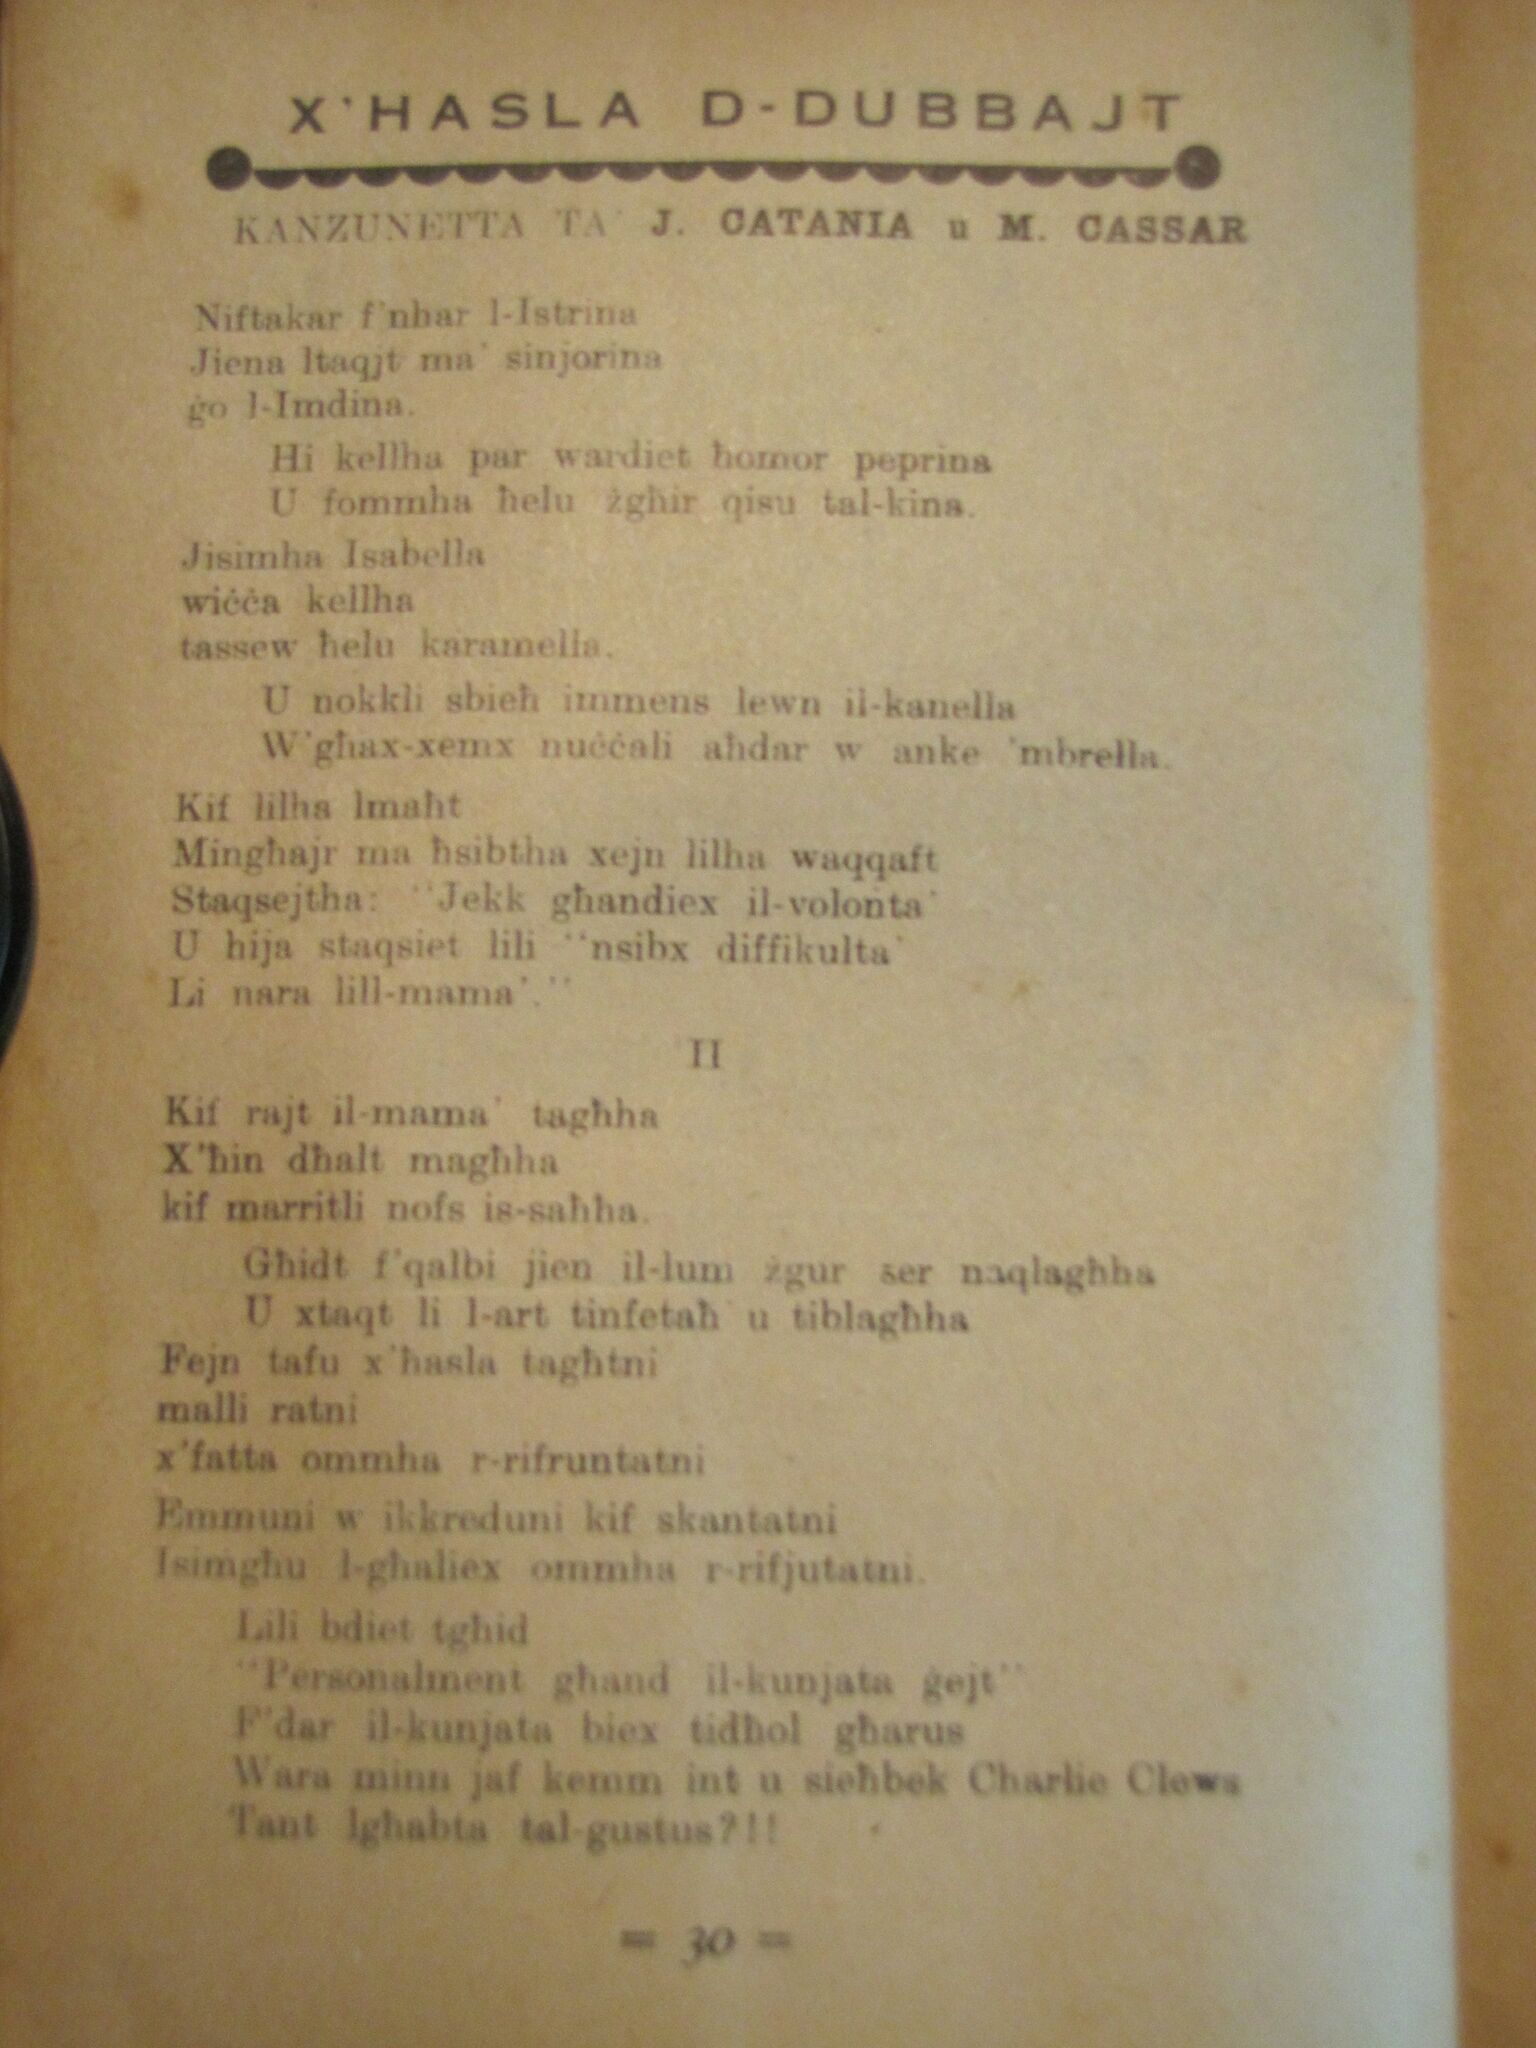 X'HASLA D-DUBBAJT
KANZUNETTA TA' J. CATANIA u M. CASSAR
Niftakar f'nhar l-Istrina
Jiena ltaqjt ma' sinjorina
ġo l-Imdina.
Hi kellha par wardiet ħomor peprina
U fommha ħelu żgħir qisu tal-kina.
Jisimha Isabella
wiċċa kellha
tassew ħelu karamella.
U nokkli sbieħ immens lewn il-kanella
W'għax-xemx nuċċali aħdar w anke 'mbrella.
Kif lilha lmaħt
Mingħajr ma ħsibtha xejn lilha waqqaft
Staqsejtha: "Jekk għandiex il-volonta'
U hija staqsiet lili "nsibx diffikulta'
Li nara lill-mama'."
II
Kif rajt il-mama' tagħha
X'ħin dħalt magħha
kif marritli nofs is-saħħa.
Għidt f'qalbi jien il-lum żgur ser naqlagħha
U xtaqt li l-art tinfetaħ u tiblagħha
Fejn tafu x'ħasla tagħtni
malli ratni
x'fatta ommha r-rifruntatni
Emmuni w ikkreduni kif skantatni
Isimgħu l-għaliex ommha r-rifjutatni.
Lili bdiet tgħid
"Personalment għand il-kunjata ġejt"
F'dar il-kunjata biex tidħol għarus
Wara minn jaf kemm int u sieħbek Charlie Clews
Tant lgħabta tal-gustus?!!
= 30 =